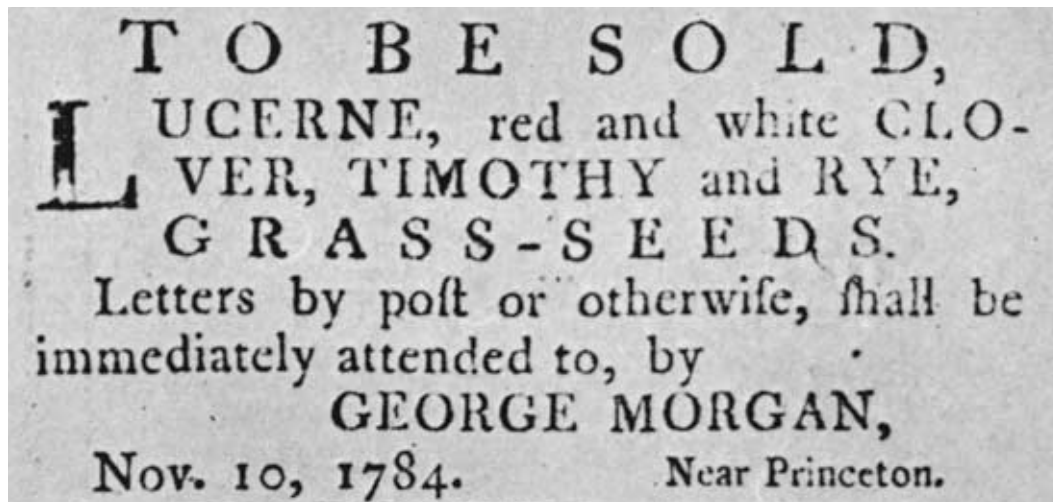 TO BE SOLD,
LUCERNE, red and white CLO-
VER, TIMOTHY and RYE,
GRASS-SEEDS.
Letters by poſt or otherwiſe, ſhall be
immediately attended to, by
GEORGE MORGAN,
Nov. 10, 1784. Near Princeton.